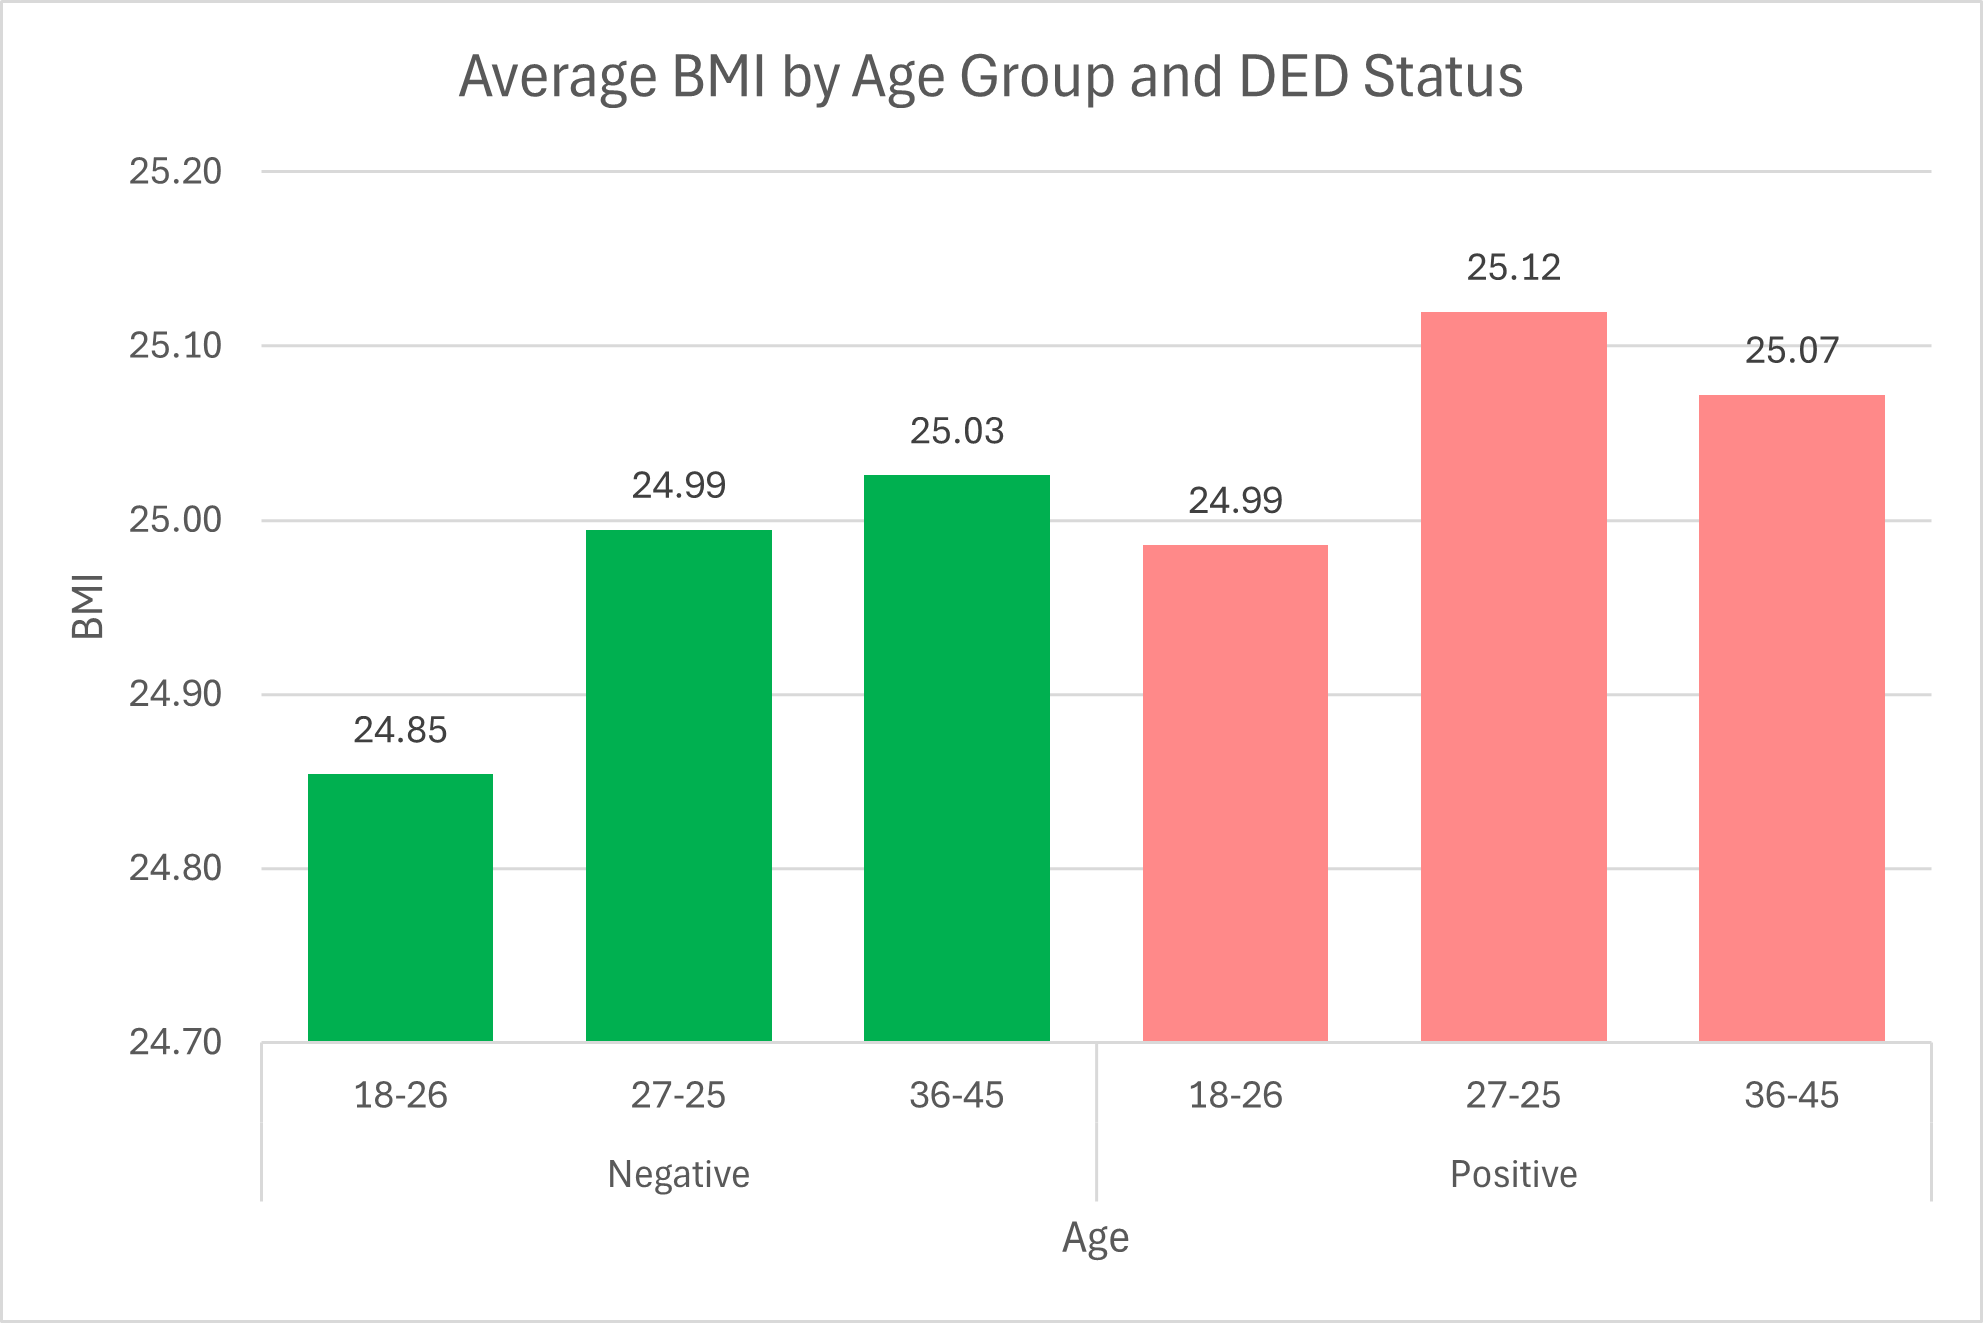 Average BMI by Age Group and DED Status
25.20
25.12
25.10
25.07
25.03
24.99
24.99
25.00
BMI
24.90
24.85
24.80
24.70
18-26 27-25 36-45 18-26 27-25 36-45
Negative Positive
Age